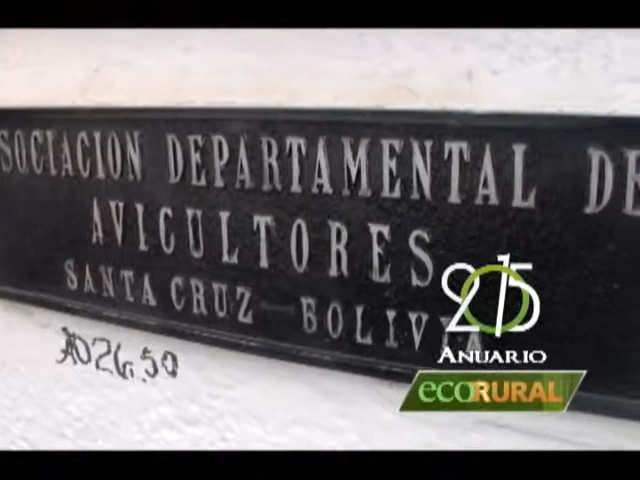 SOCIACION DEPARTAMENTAL DE
AVICULTORES
SANTA CRUZ - BOLIVIA
2015
ANUARIO
ecoRURAL